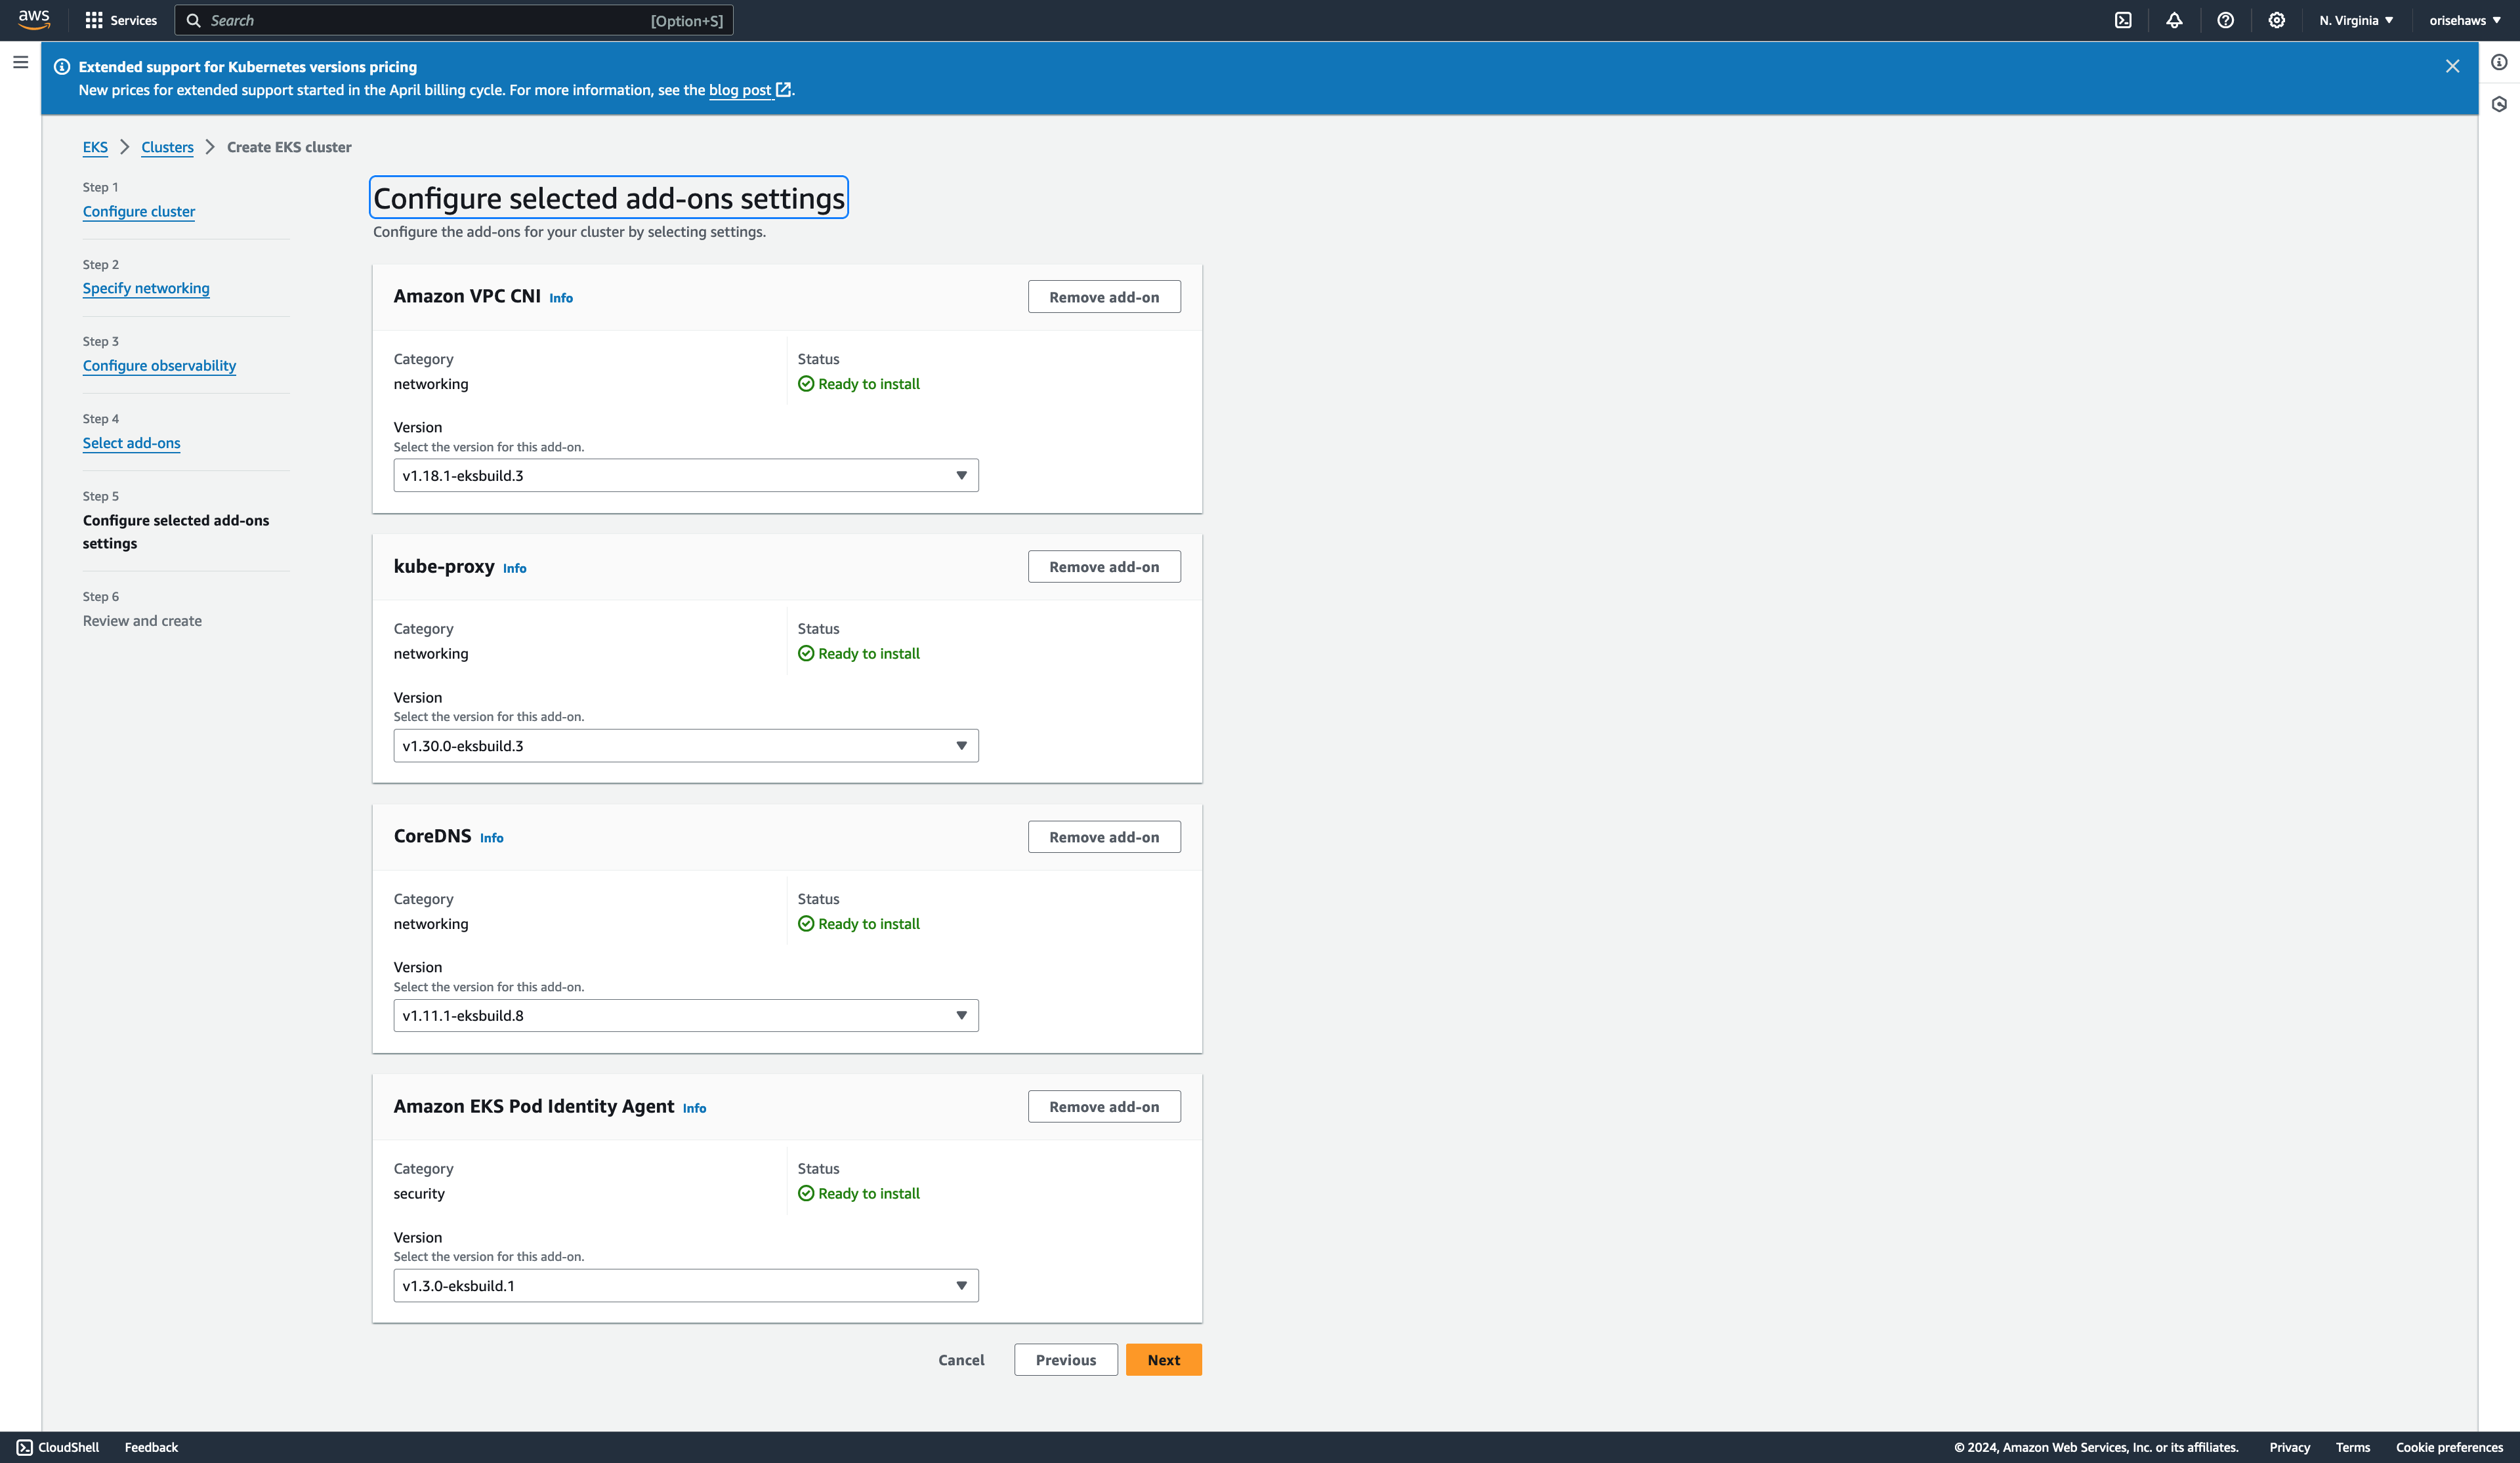 aws
Services
Search
[Option+S]
N. Virginia
orisehaws
Extended support for Kubernetes versions pricing
New prices for extended support started in the April billing cycle. For more information, see the blog post.
EKS
Clusters
Create EKS cluster
Step 1
Configure cluster
Step 2
Specify networking
Step 3
Configure observability
Step 4
Select add-ons
Step 5
Configure selected add-ons
settings
Step 6
Review and create
Configure selected add-ons settings
Configure the add-ons for your cluster by selecting settings.
Amazon VPC CNI
Info
Remove add-on
Category
networking
Status
Ready to install
Version
Select the version for this add-on.
v1.18.1-eksbuild.3
kube-proxy
Info
Remove add-on
Category
networking
Status
Ready to install
Version
Select the version for this add-on.
v1.30.0-eksbuild.3
CoreDNS
Info
Remove add-on
Category
networking
Status
Ready to install
Version
Select the version for this add-on.
v1.11.1-eksbuild.8
Amazon EKS Pod Identity Agent
Info
Remove add-on
Category
security
Status
Ready to install
Version
Select the version for this add-on.
v1.3.0-eksbuild.1
Cancel
Previous
Next
CloudShell
Feedback
© 2024, Amazon Web Services, Inc. or its affiliates.
Privacy
Terms
Cookie preferences